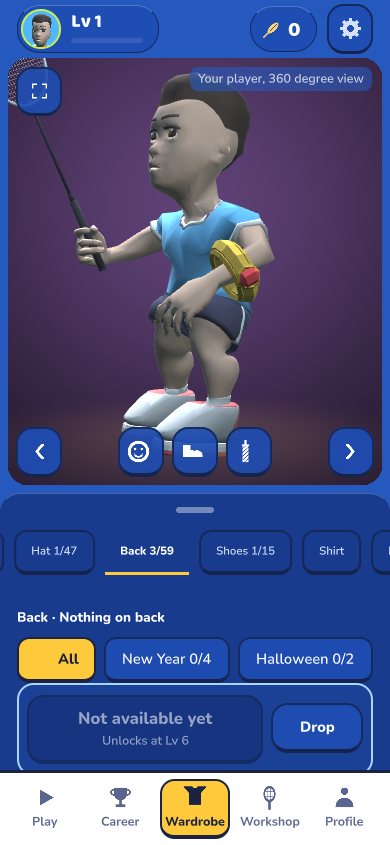 Lv 1
0
Your player, 360 degree view
Hat 1/47
Back 3/59
Shoes 1/15
Shirt
Back · Nothing on back
All
New Year 0/4
Halloween 0/2
Not available yet
Unlocks at Lv 6
Drop
Play
Career
Wardrobe
Workshop
Profile